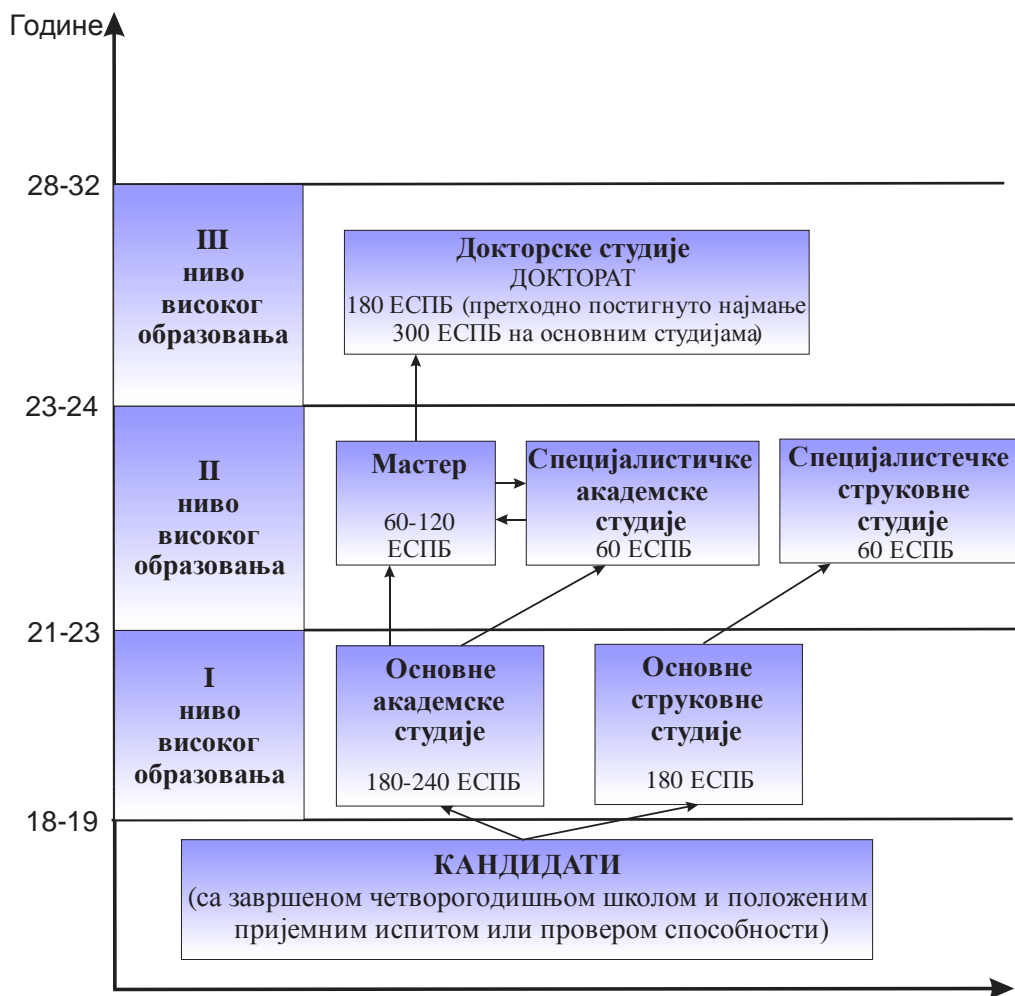 Године
28-32
III
ниво
високог
образовања
Докторске студије
ДОКТОРАТ
180 ЕСПБ (претходно постигнуто најмање
300 ЕСПБ на основним студијама)
23-24
II
ниво
високог
образовања
Мастер
60-120
ЕСПБ
Специјалистичке
академске
студије
60 ЕСПБ
Специјалистечке
струковне
студије
60 ЕСПБ
21-23
I
ниво
високог
образовања
Основне
академске
студије
180-240 ЕСПБ
Основне
струковне
студије
180 ЕСПБ
18-19
КАНДИДАТИ
(са завршеном четворогодишњом школом и положеним
пријемним испитом или провером способности)